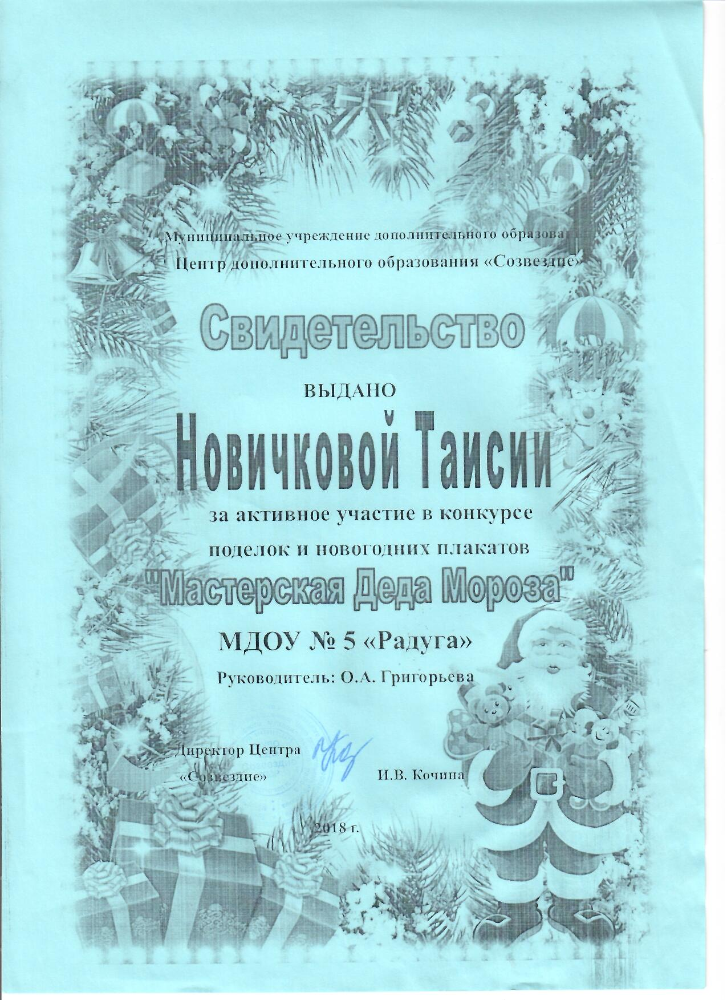 Муниципальное учреждение дополнительного
Центр дополнительного образования «Созвездие»
Свидетельство
ВЫДАНО
Новичковой Таисии
за активное участие в конкурсе
поделок и новогодних плакатов
"Мастерская Деда Мороза"
МДОУ № 5 «Радуга»
Руководитель: О.А. Григорьева
Директор Центра
«Созвездие»
И.В. Кочина
2018 г.